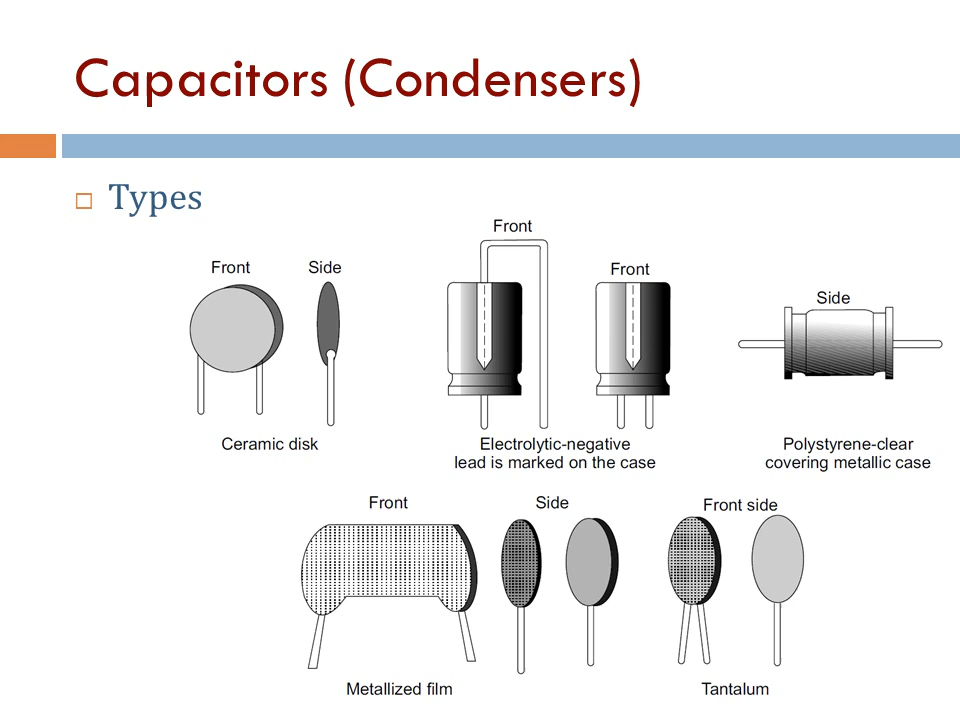 Capacitors (Condensers)
Types
Front
Side
Ceramic disk
Front
Front
Electrolytic-negative
lead is marked on the case
Side
Polystyrene-clear
covering metallic case
Front
Side
Metallized film
Front side
Tantalum